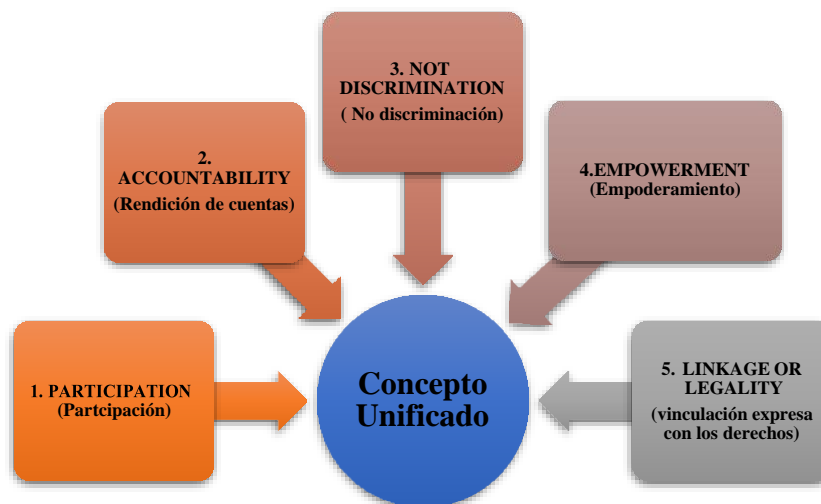 1. PARTICIPATION
(Partcipación)
2.
ACCOUNTABILITY
(Rendición de cuentas)
3. NOT
DISCRIMINATION
( No discriminación)
4.EMPOWERMENT
(Empoderamiento)
5. LINKAGE OR
LEGALITY
(vinculación expresa
con los derechos)
Concepto
Unificado